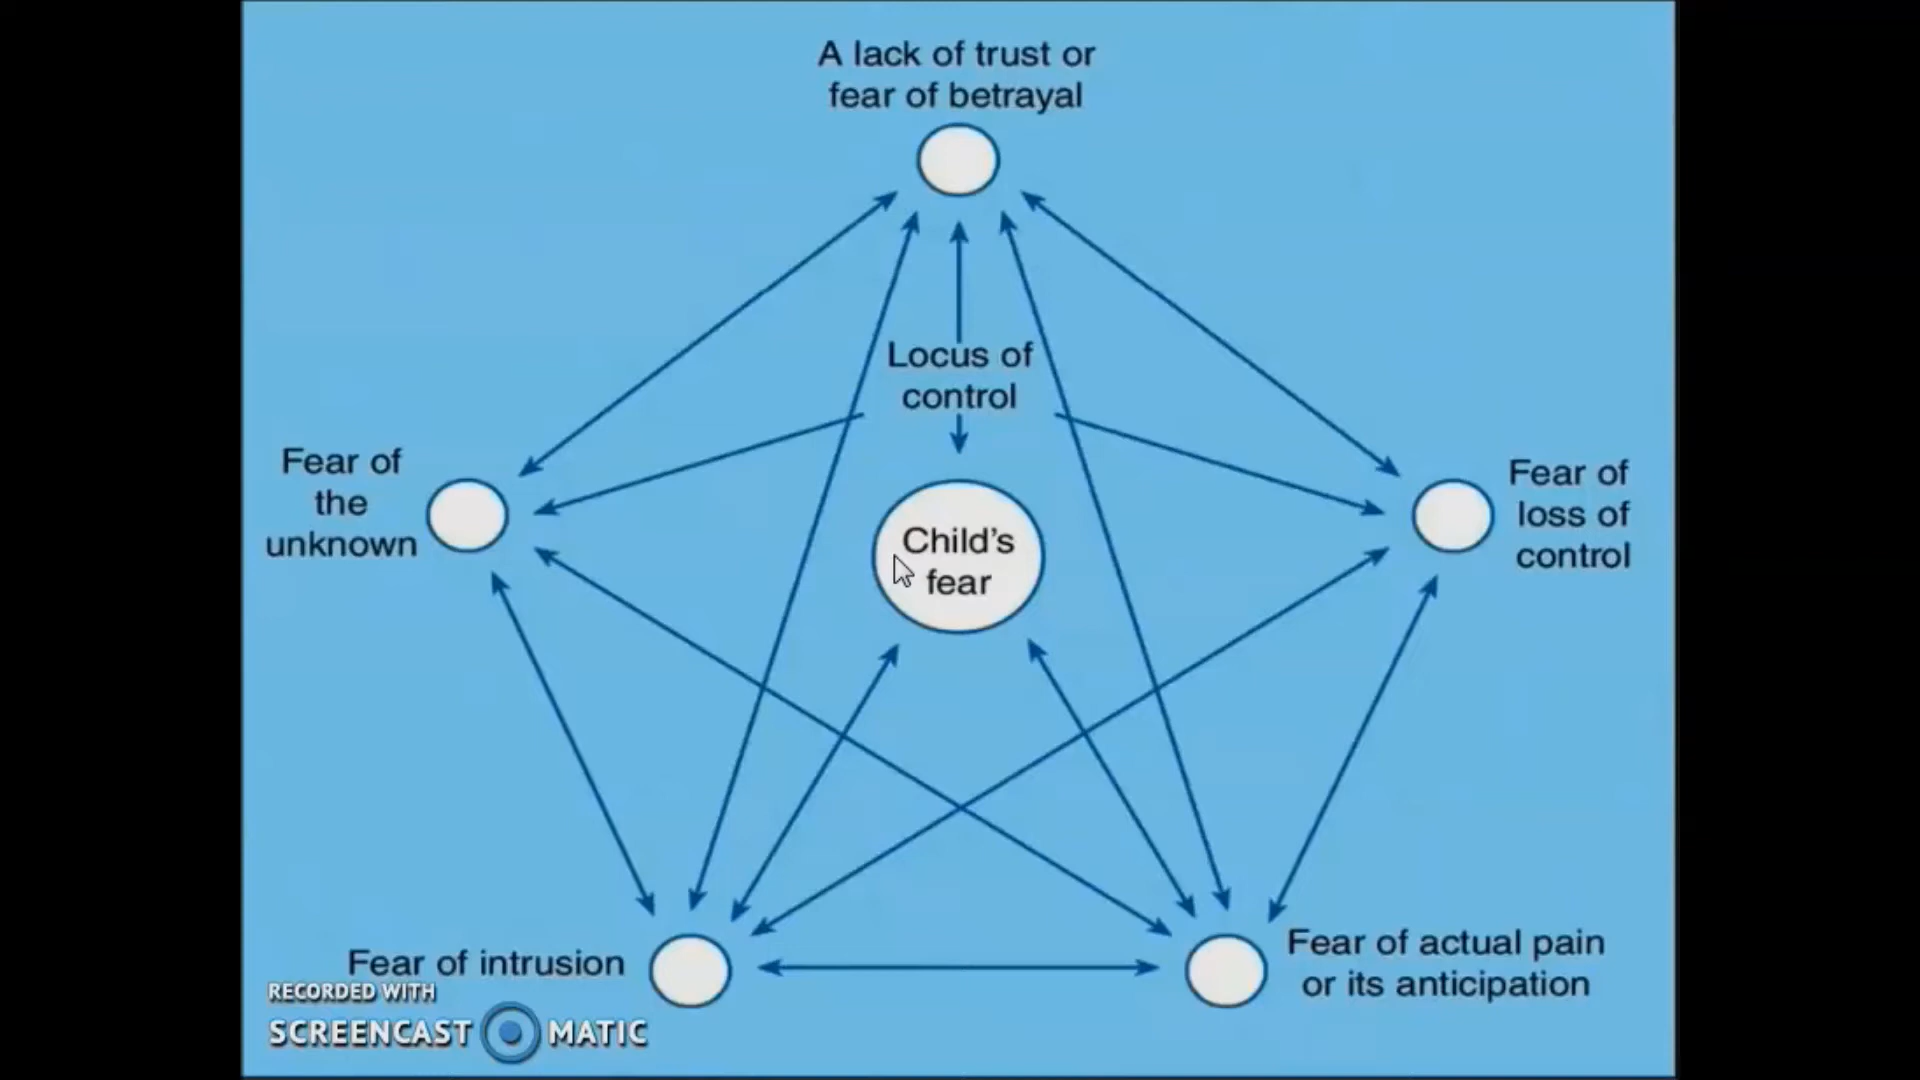 A lack of trust or
fear of betrayal
Locus of
control
Fear of
the
unknown
Child's
fear
Fear of
loss of
control
Fear of intrusion
Fear of actual pain
or its anticipation
RECORDED WITH
SCREENCAST MATIC